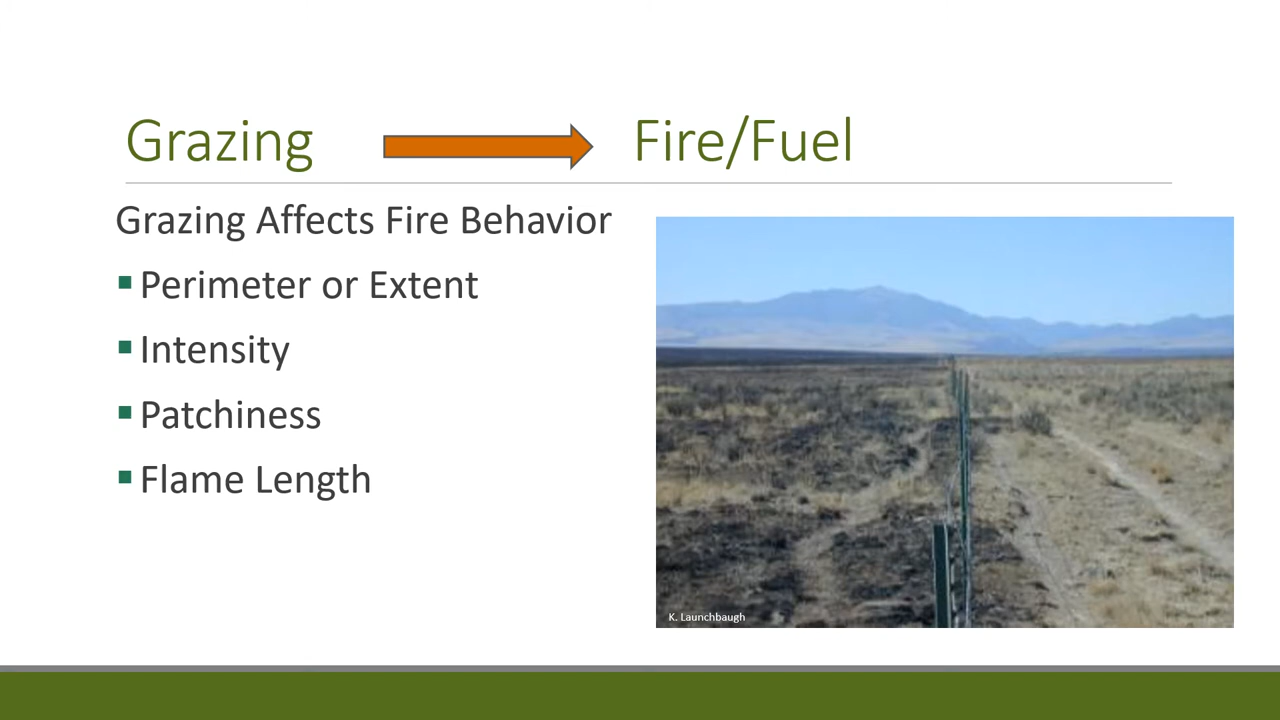 Grazing Fire/Fuel
Grazing Affects Fire Behavior
Perimeter or Extent
Intensity
Patchiness
Flame Length
K. Launchbaugh